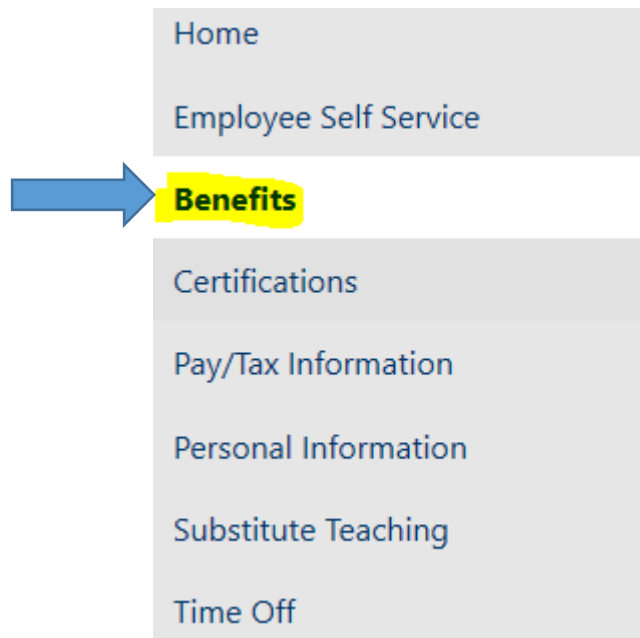 Home
Employee Self Service
Benefits
Certifications
Pay/Tax Information
Personal Information
Substitute Teaching
Time Off